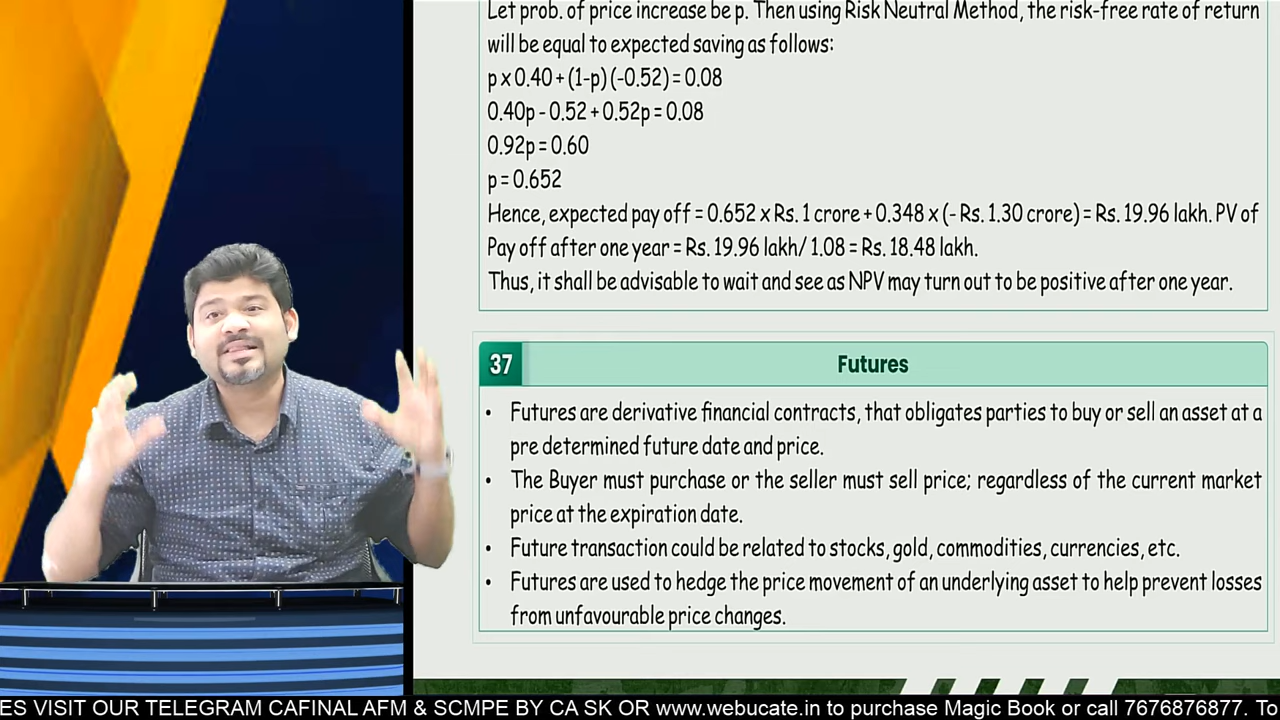 Let prob. of price increase be p. Then using Risk Neutral Method, the risk-free rate of return
will be equal to expected saving as follows:
p x 0.40 + (1-p) (-0.52) = 0.08
0.40p - 0.52 + 0.52p = 0.08
0.92p = 0.60
p = 0.652
Hence, expected pay off = 0.652 x Rs. 1 crore + 0.348 x (- Rs. 1.30 crore) = Rs. 19.96 lakh. PV of
Pay off after one year = Rs. 19.96 lakh/ 1.08 = Rs. 18.48 lakh.
Thus, it shall be advisable to wait and see as NPV may turn out to be positive after one year.
37 Futures
• Futures are derivative financial contracts, that obligates parties to buy or sell an asset at a
pre determined future date and price.
• The Buyer must purchase or the seller must sell price; regardless of the current market
price at the expiration date.
• Future transaction could be related to stocks, gold, commodities, currencies, etc.
• Futures are used to hedge the price movement of an underlying asset to help prevent losses
from unfavourable price changes.
ES VISIT OUR TELEGRAM CAFINAL AFM & SCMPE BY CA SK OR www.webucate.in to purchase Magic Book or call 7676876877. To